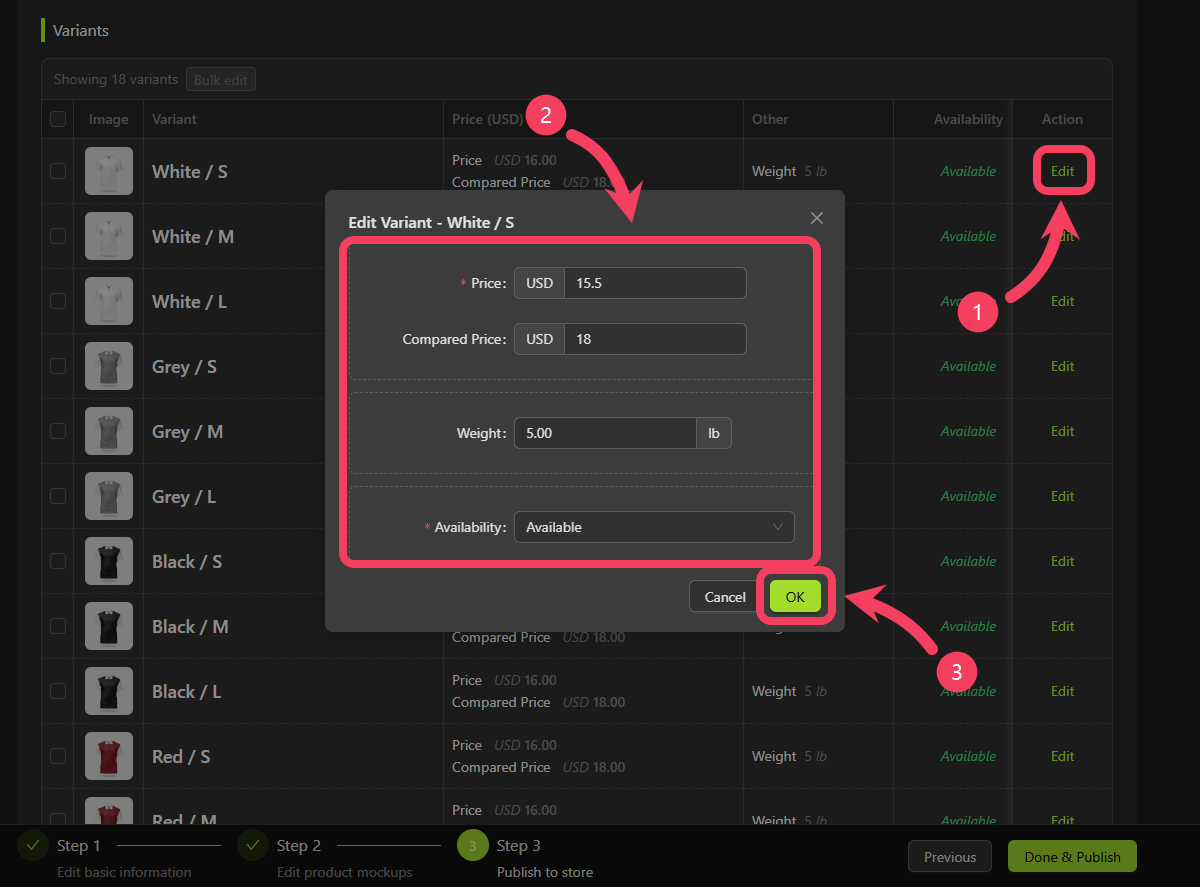 Variants
Showing 18 variants Bulk edit
Image Variant Price (USD) Other Availability Action
2
White / S Price USD 16.00 Weight 5 lb Available Edit
Compared Price USD 18.00
White / M Available Edit
White / L Available Edit
1
Grey / S Available Edit
Grey / M Available Edit
Grey / L Available Edit
Black / S Available Edit
Black / M Available Edit
Compared Price USD 18.00
Black / L Price USD 16.00 Weight 5 lb Available Edit
Compared Price USD 18.00
Red / S Price USD 16.00 Weight 5 lb Available Edit
Compared Price USD 18.00
Red / M Price USD 16.00 Weight 5 lb Available Edit
Edit Variant - White / S
* Price: USD 15.5
Compared Price: USD 18
Weight: 5.00 lb
* Availability: Available
Cancel OK
3
Step 1 Step 2 3 Step 3
Edit basic information Edit product mockups Publish to store
Previous Done & Publish